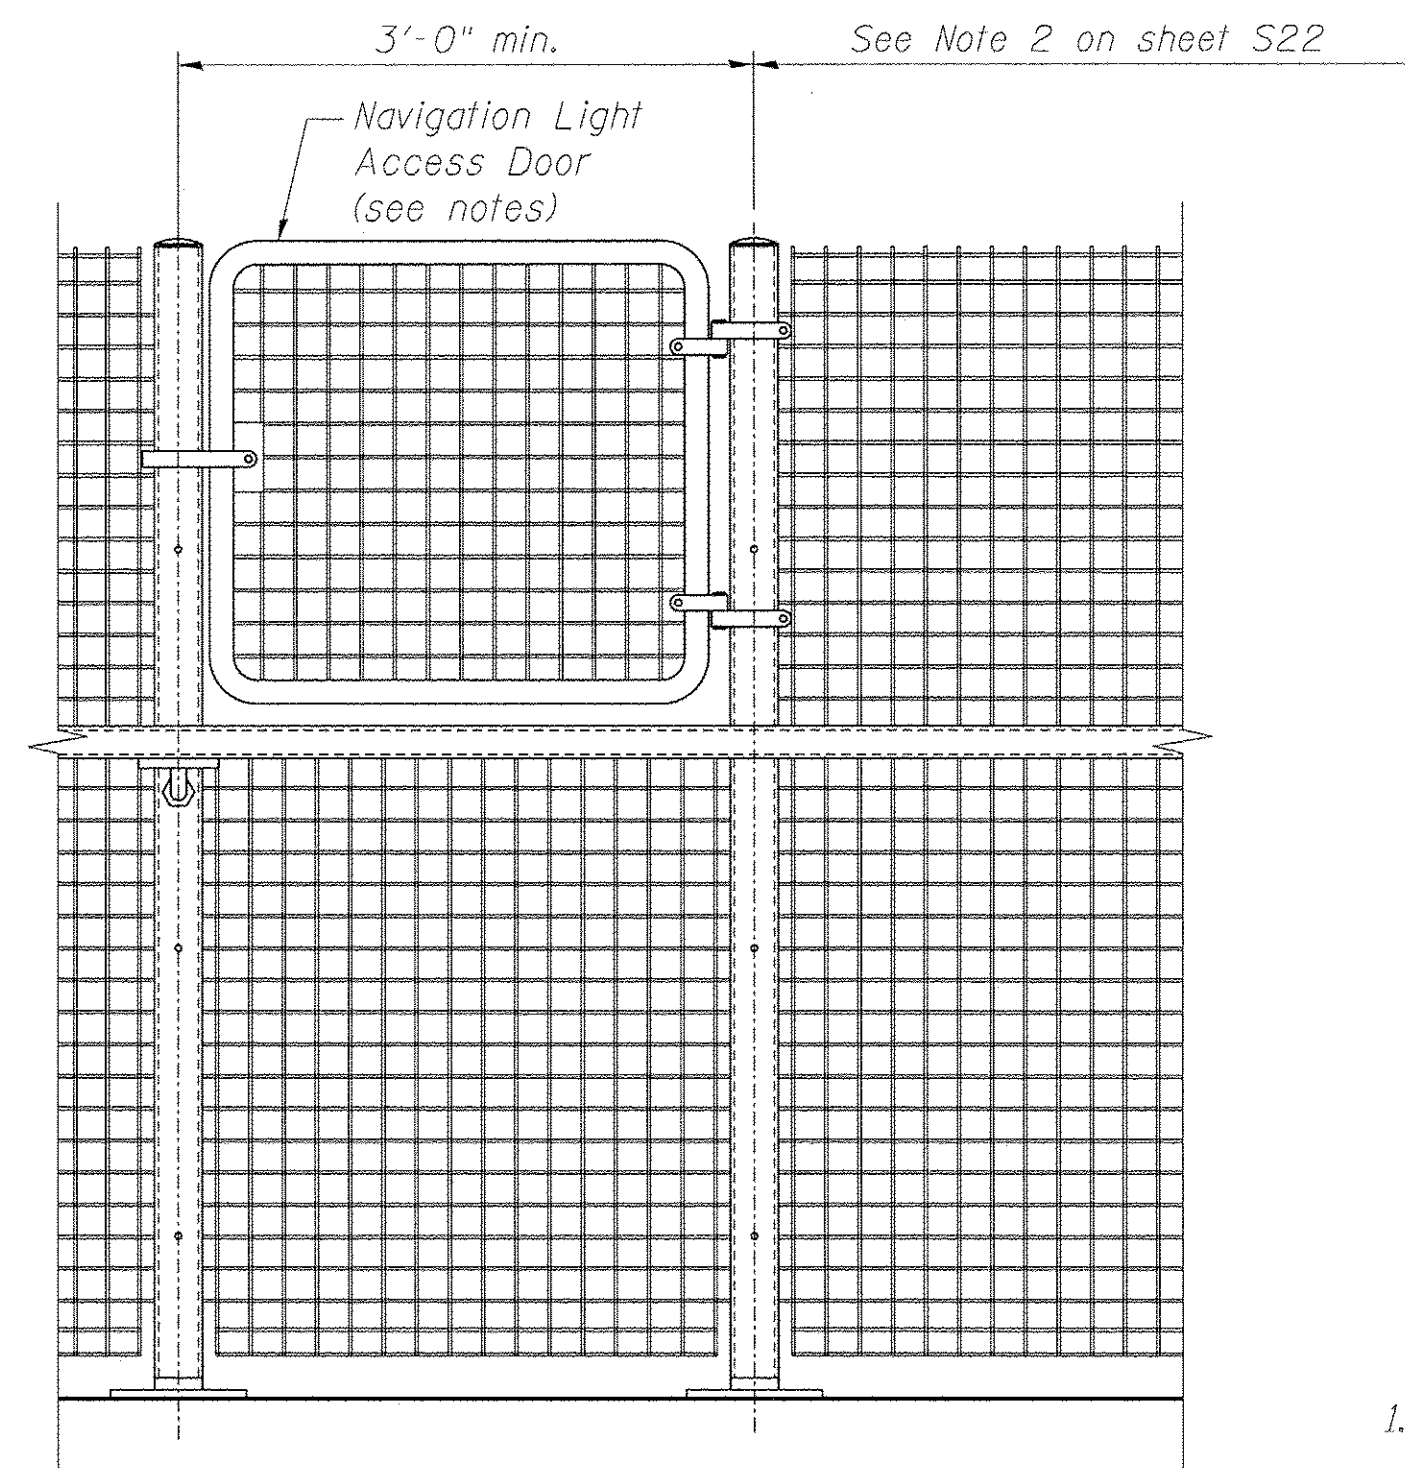 3'-0" min.
See Note 2 on sheet S22
Navigation Light
Access Door
(see notes)
1.